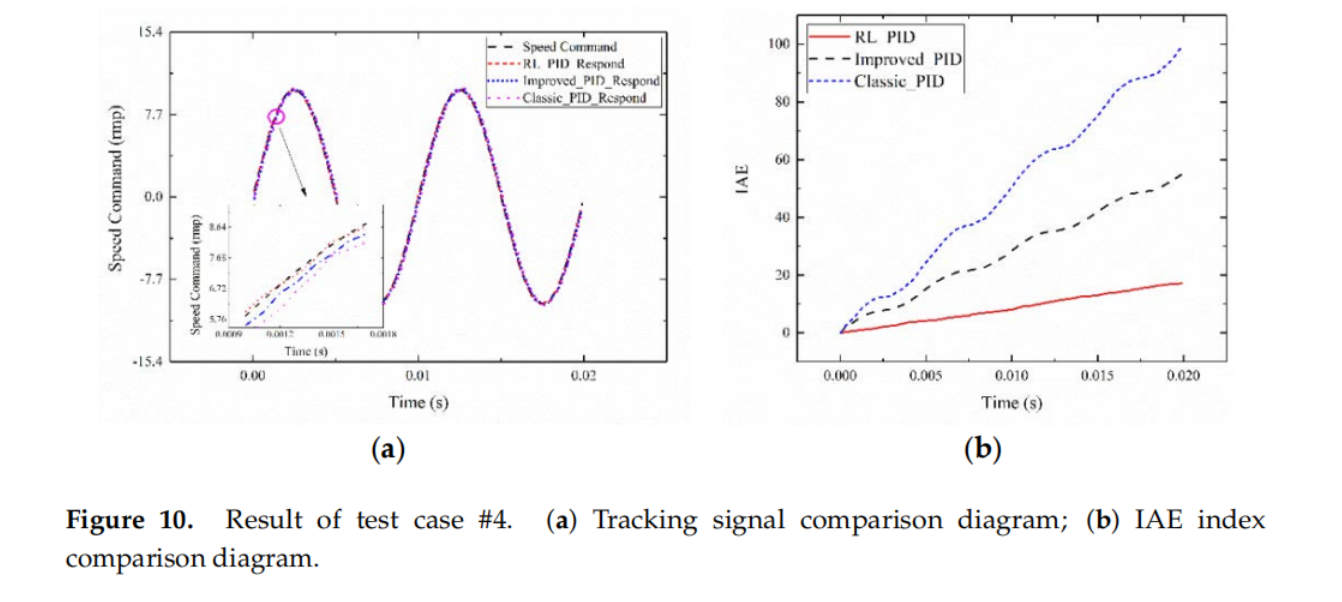 15.4
7.7
0.0
-7.7
-15.4
Speed Command (rmp)
Speed Command
RL_PID_Respond
Improved_PID_Respond
Classic_PID_Respond
8.64
7.68
6.72
5.76
Speed Command (rmp)
0.0009 0.0012 0.0015 0.0018
Time (s)
0.00 0.01 0.02
Time (s)
(a)
100
80
60
40
20
0
IAE
RL_PID
Improved_PID
Classic_PID
0.000 0.005 0.010 0.015 0.020
Time (s)
(b)
Figure 10. Result of test case #4. (a) Tracking signal comparison diagram; (b) IAE index
comparison diagram.